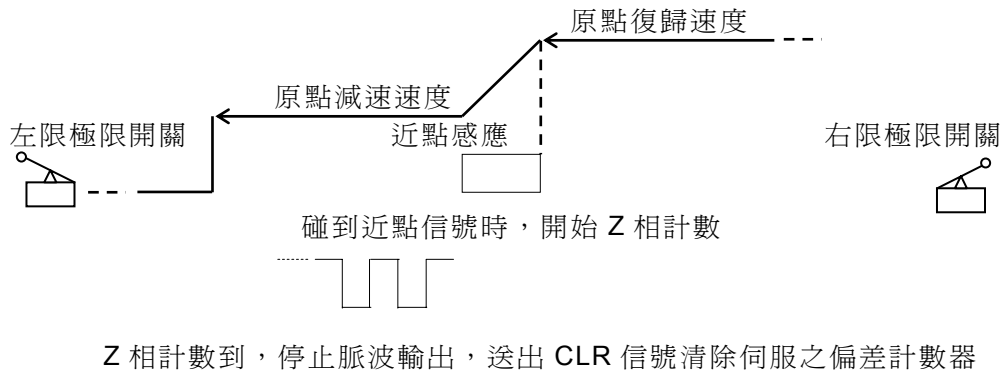 原點復歸速度
原點減速速度
左限極限開關
近點感應
右限極限開關
碰到近點信號時，開始 Z 相計數
Z 相計數到，停止脈波輸出，送出 CLR 信號清除伺服之偏差計數器